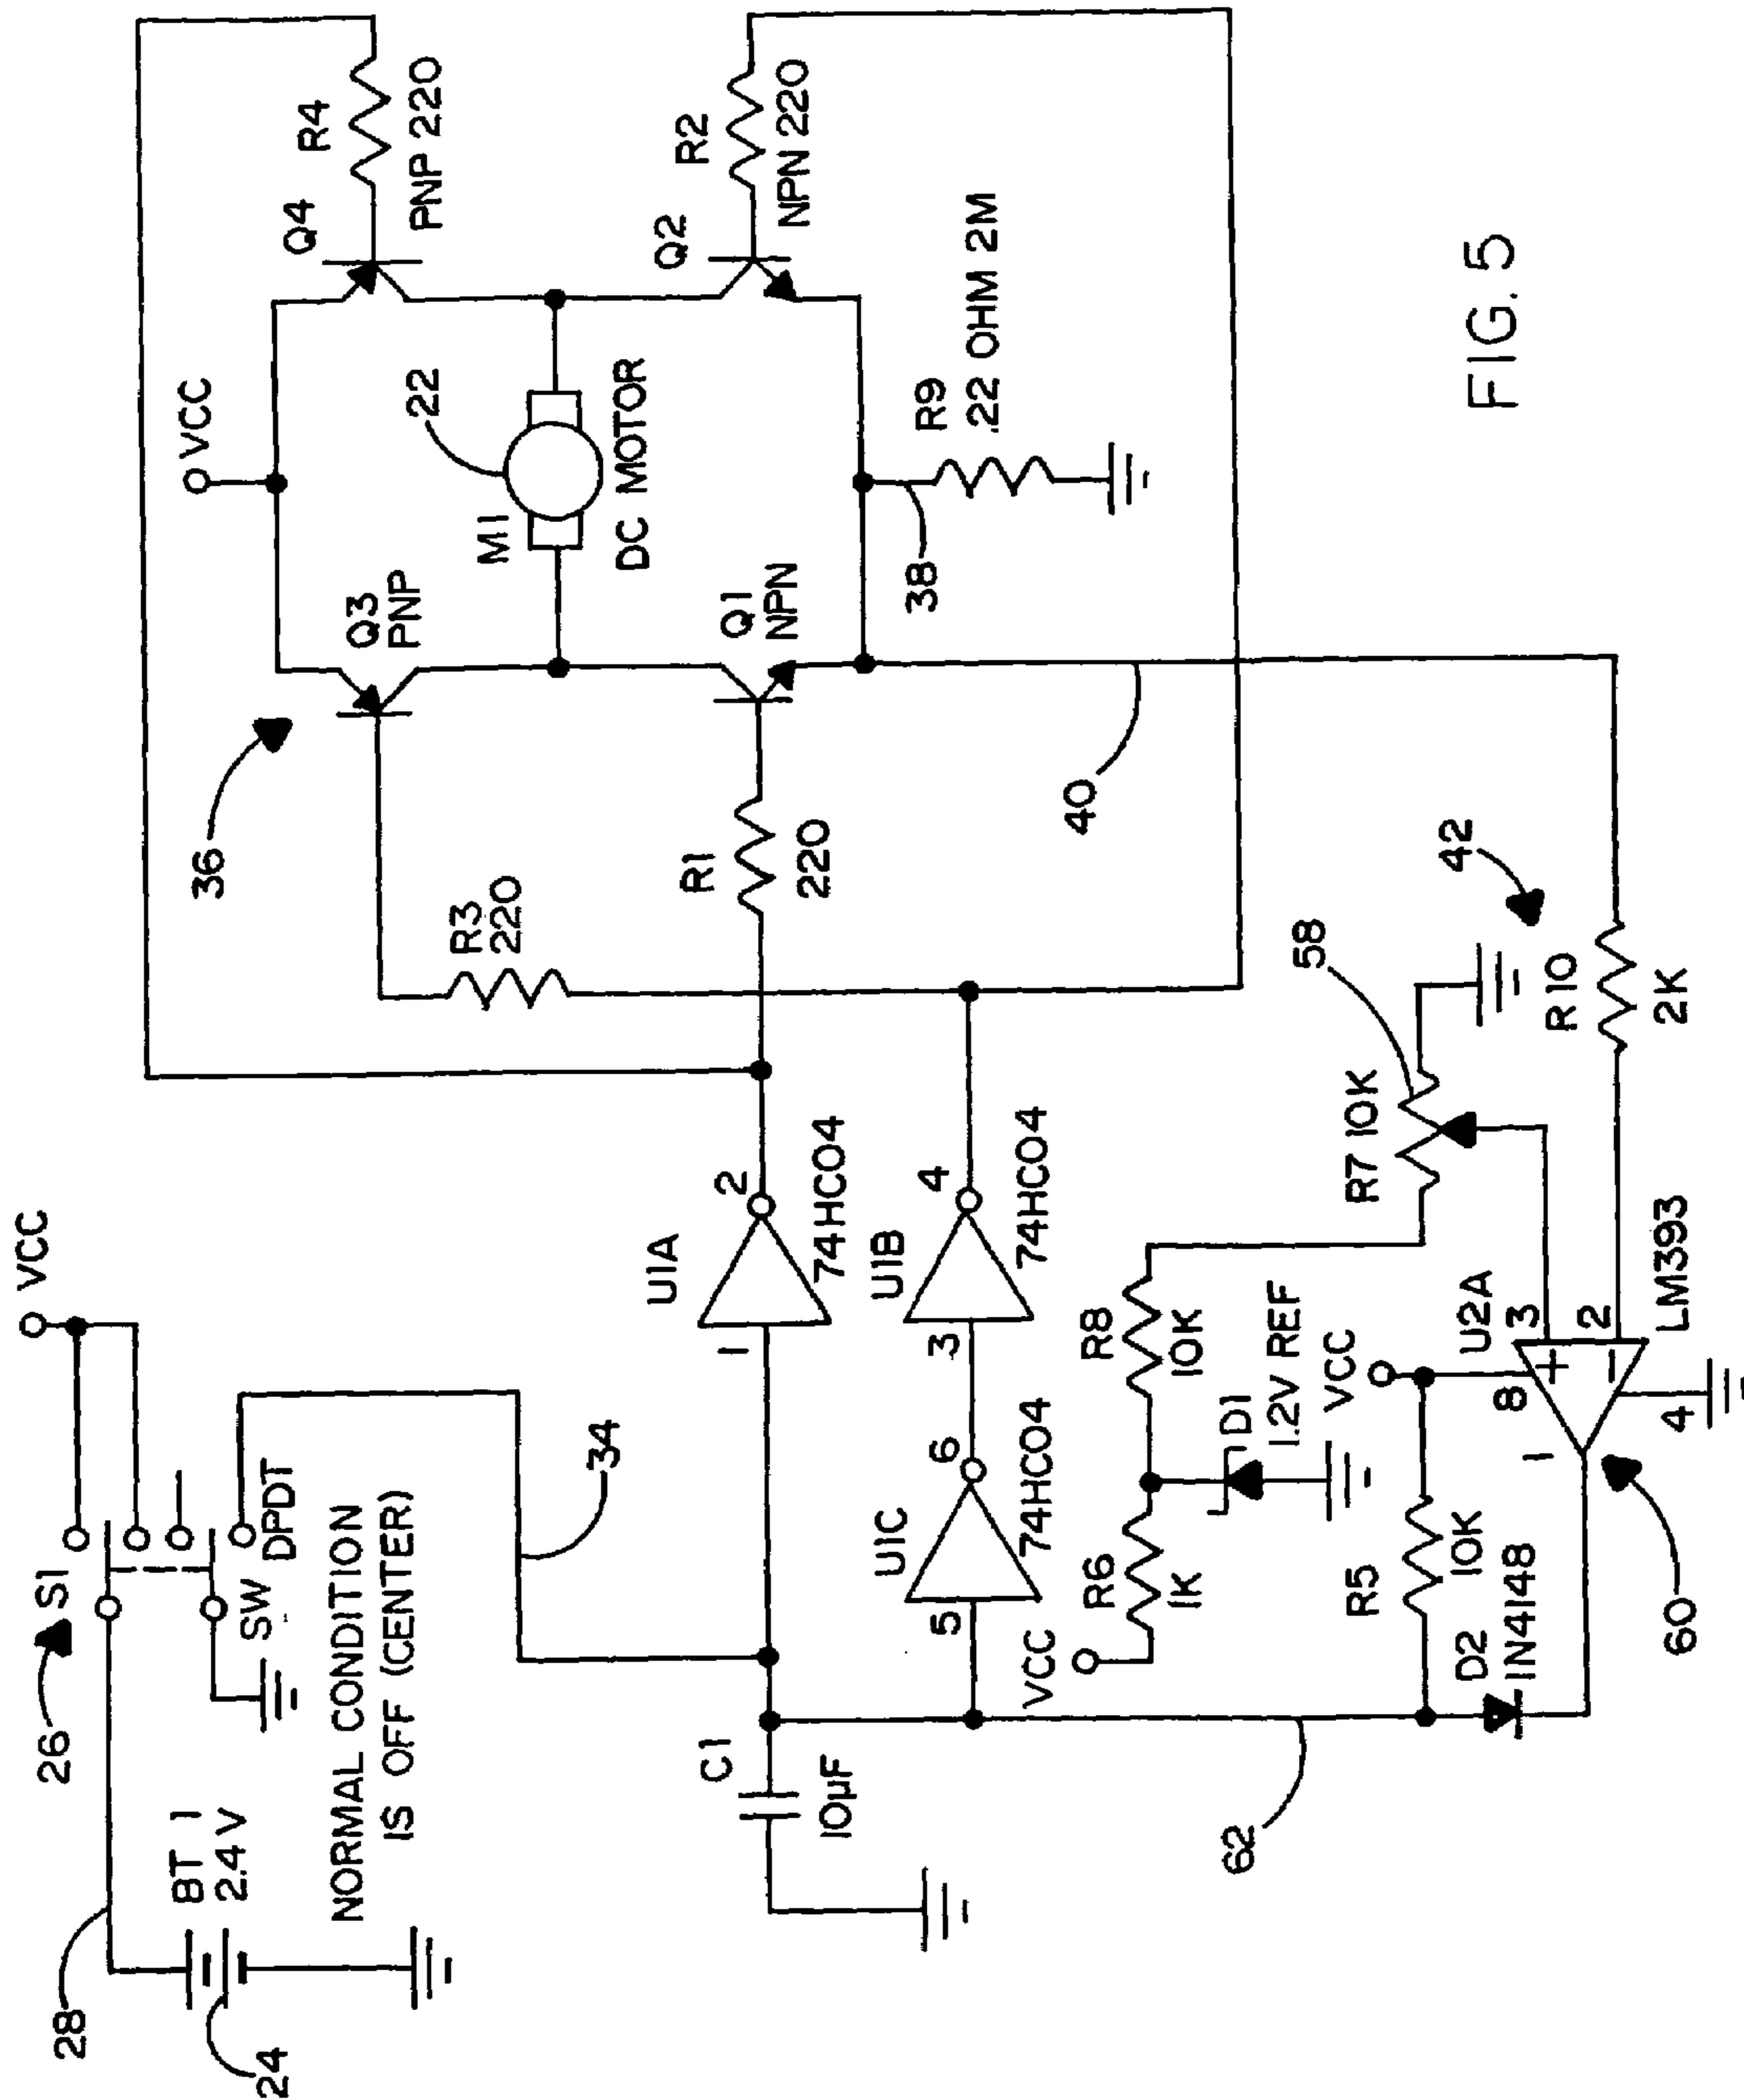 28
24
BT 1
2.4 V
26
S1
SW
DPDT
NORMAL CONDITION
IS OFF (CENTER)
VCC
34
C1
10µF
U1A
1
2
74HC04
U1C
5
6
74HC04
U1B
3
4
74HC04
36
R3
220
R1
220
Q3
PNP
Q1
NPN
VCC
M1
22
DC MOTOR
Q4
R4
PNP 220
Q2
R2
NPN 220
38
R9
.22 OHM 2M
40
62
VCC
R6
1K
R8
10K
D1
1.2V REF
VCC
R7 10K
58
42
R10
2K
R5
10K
D2
1N4148
U2A
8
3
2
1
4
+
−
LM393
60
FIG. 5